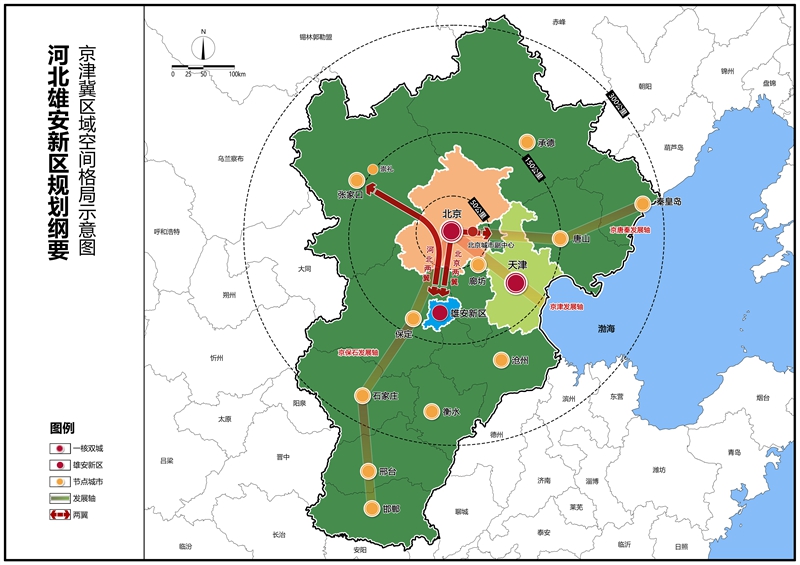 河北雄安新区规划纲要
京津冀区域空间格局示意图
N
0 25 50 100km
图例
一核双城
雄安新区
节点城市
发展轴
两翼
锡林郭勒盟
赤峰
朝阳
锦州
盘锦
葫芦岛
乌兰察布
呼和浩特
大同
朔州
忻州
阳泉
太原
吕梁
晋中
长治
临汾
安阳
聊城
德州
济南
泰安
莱芜
淄博
滨州
东营
潍坊
临沂
日照
青岛
烟台
渤海
300公里
150公里
50公里
承德
崇礼
张家口
北京
北京城市副中心
唐山
秦皇岛
京唐秦发展轴
河北两翼
北京两翼
廊坊
天津
京津发展轴
雄安新区
保定
京保石发展轴
沧州
石家庄
衡水
邢台
邯郸